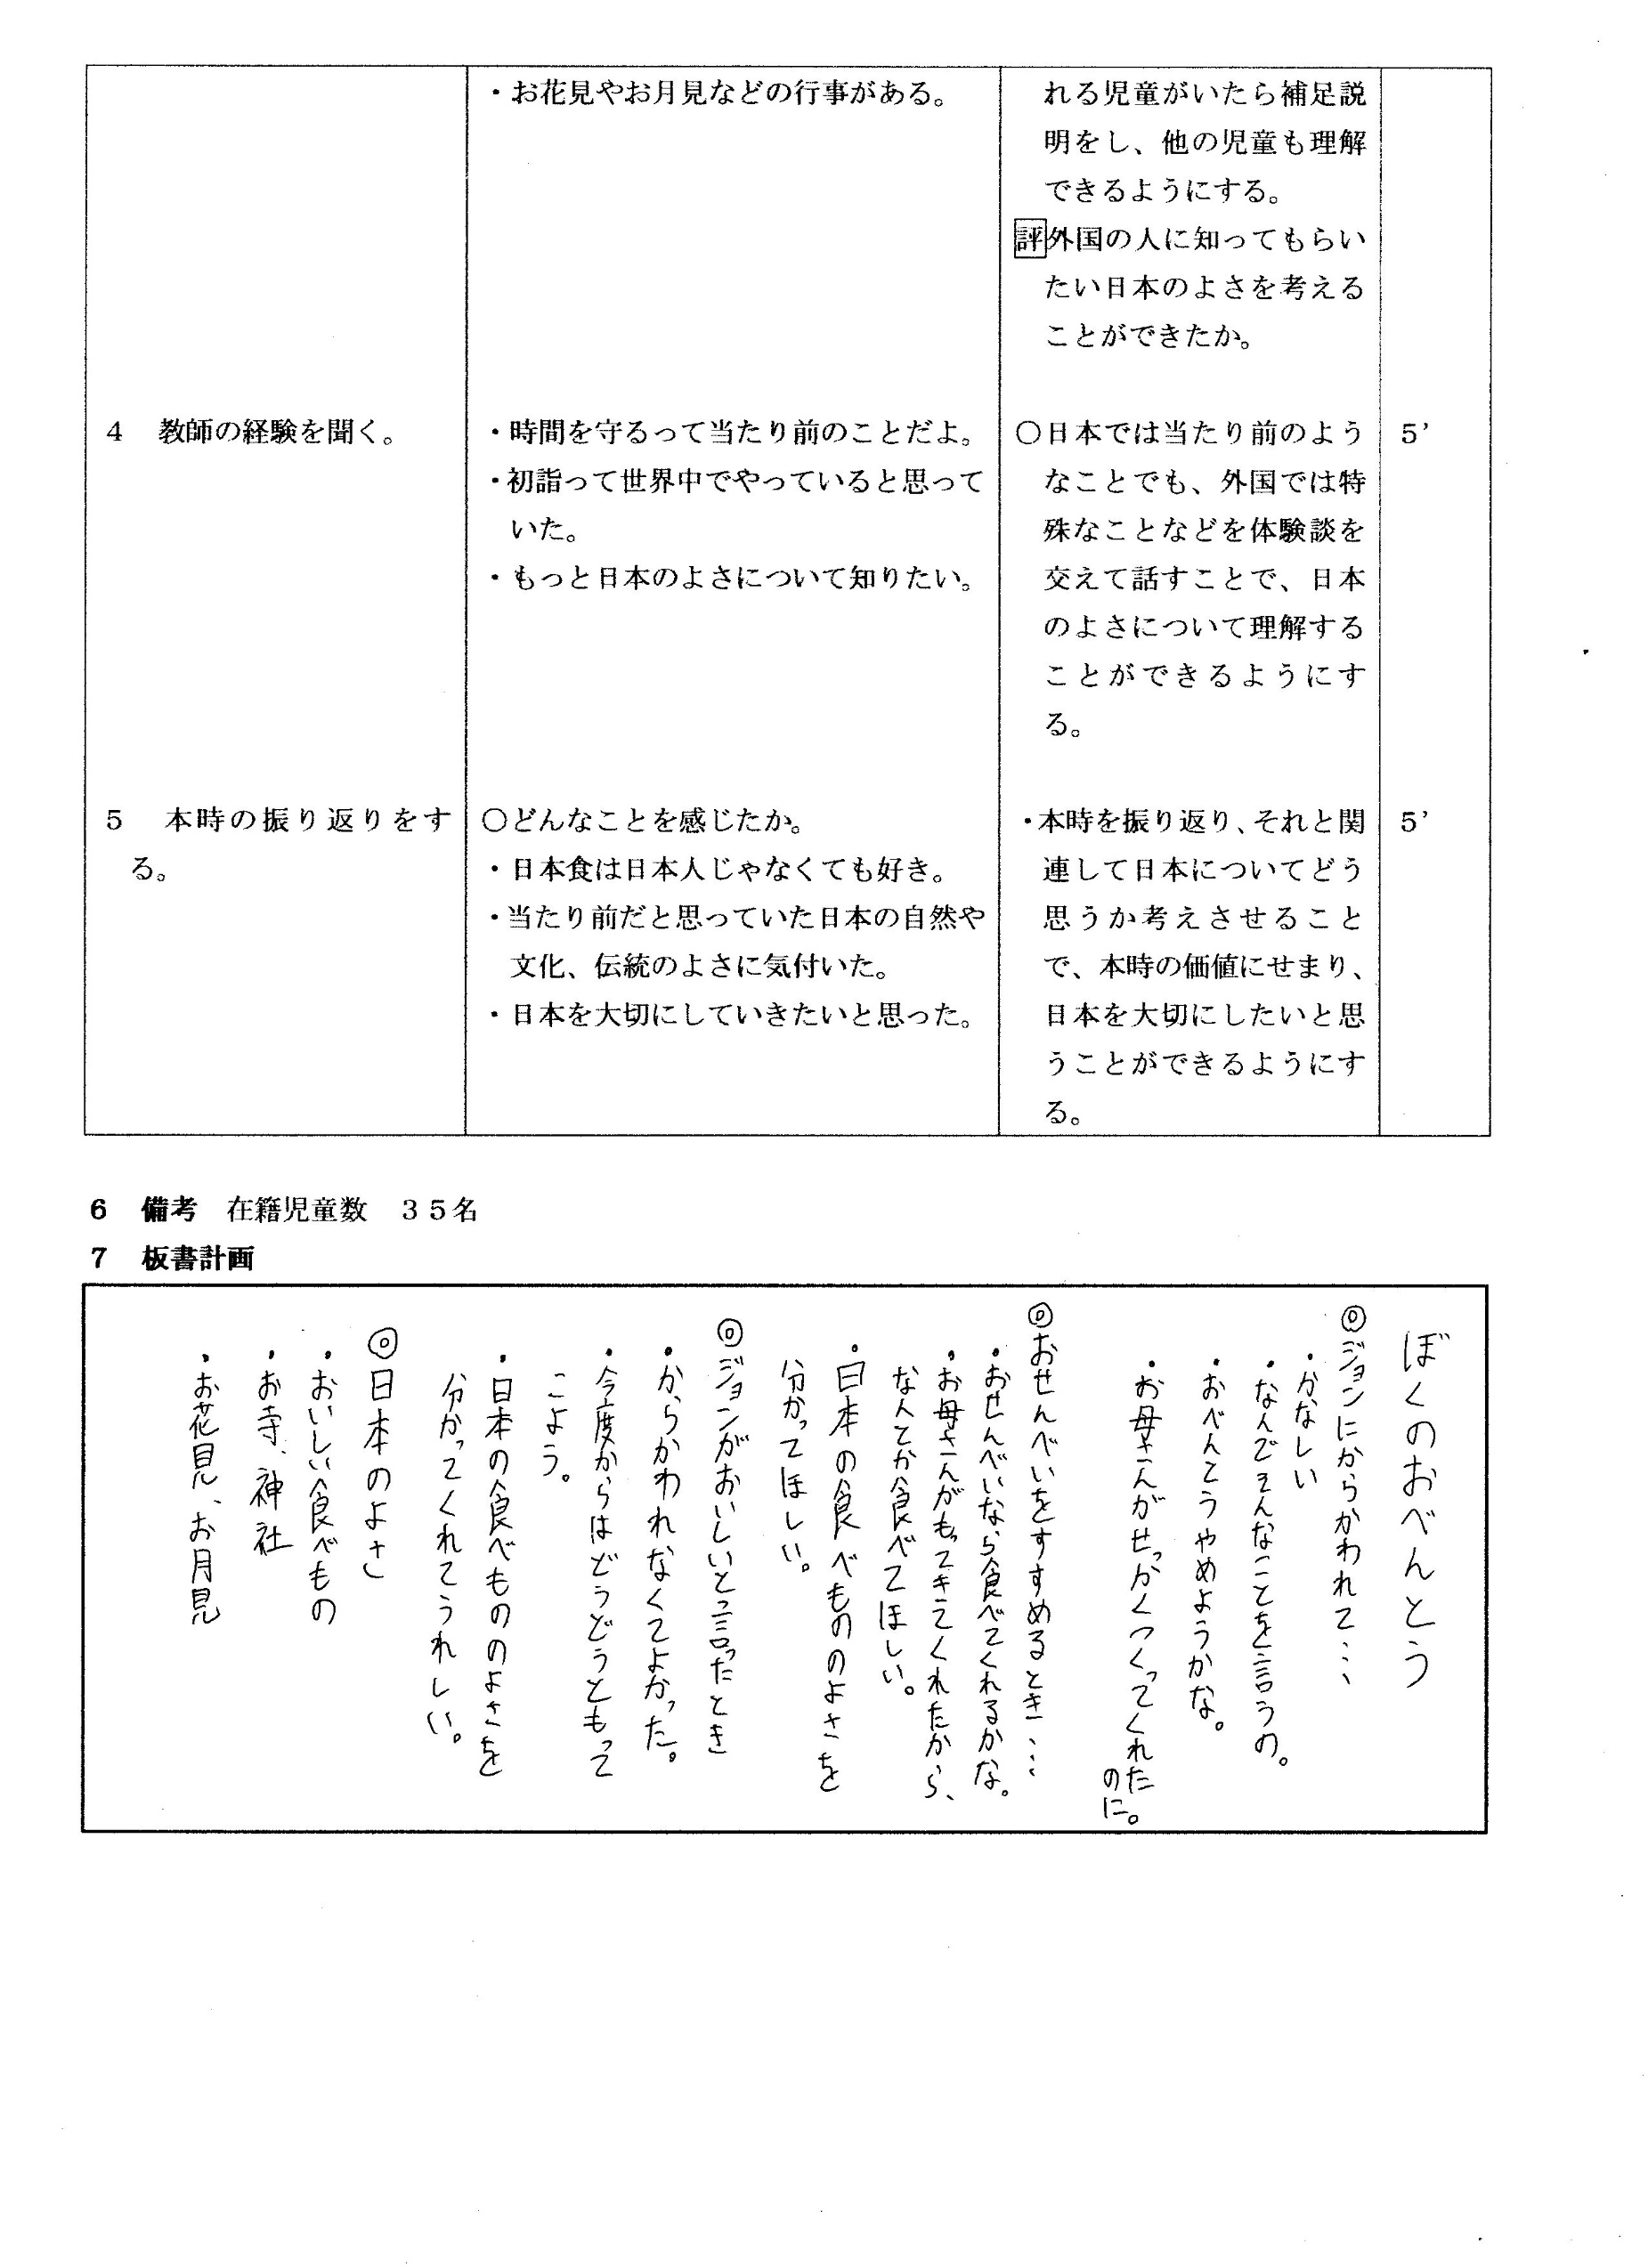 ・お花見やお月見などの行事がある。
れる児童がいたら補足説
明をし、他の児童も理解
できるようにする。
評外国の人に知ってもらい
たい日本のよさを考える
ことができたか。
4 教師の経験を聞く。
・時間を守るって当たり前のことだよ。
・初詣って世界中でやっていると思って
いた。
・もっと日本のよさについて知りたい。
○日本では当たり前のよう
なことでも、外国では特
殊なことなどを体験談を
交えて話すことで、日本
のよさについて理解する
ことができるようにす
る。
5’
5 本時の振り返りをす
る。
○どんなことを感じたか。
・日本食は日本人じゃなくても好き。
・当たり前だと思っていた日本の自然や
文化、伝統のよさに気付いた。
・日本を大切にしていきたいと思った。
・本時を振り返り、それと関
連して日本についてどう
思うか考えさせること
で、本時の価値にせまり、
日本を大切にしたいと思
うことができるようにす
る。
5’
6 備考 在籍児童数 35名
7 板書計画
ぼくのおべんとう
◎ジョンにからかわれて…
・かなしい
・なんでそんなことを言うの。
・おべんとうやめようかな。
・お母さんがせっかくつくってくれた
のに。
◎おせんべいをすすめるとき…
・おせんべいなら食べてくれるかな。
・お母さんがもってきてくれたから、
なんとか食べてほしい。
・日本の食べもののよさを
分かってほしい。
◎ジョンがおいしいと言ったとき
・からかわれなくてよかった。
・今度からはどうどうともって
こよう。
・日本の食べもののよさを
分かってくれてうれしい。
◎日本のよさ
・おいしい食べもの
・お寺、神社
・お花見、お月見